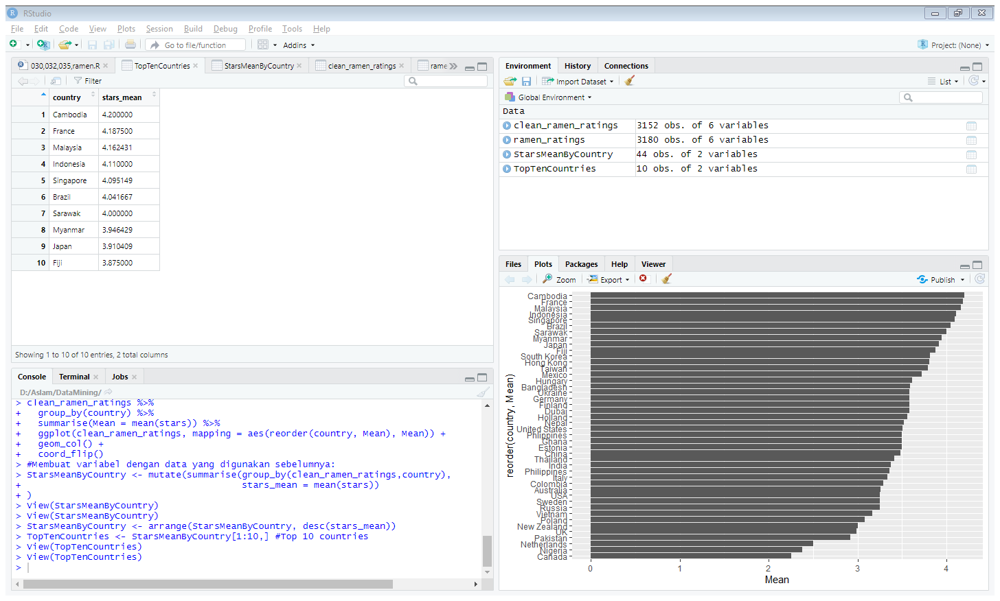 RStudio
File Edit Code View Plots Session Build Debug Profile Tools Help
Go to file/function Addins Project: (None)
030,032,035,ramen.R TopTenCountries StarsMeanByCountry clean_ramen_ratings rame
Filter
country stars_mean
1 Cambodia 4.200000
2 France 4.187500
3 Malaysia 4.162431
4 Indonesia 4.110000
5 Singapore 4.095149
6 Brazil 4.041667
7 Sarawak 4.000000
8 Myanmar 3.946429
9 Japan 3.910409
10 Fiji 3.875000
Showing 1 to 10 of 10 entries, 2 total columns
Console Terminal Jobs
D:/Aslam/DataMining/
> clean_ramen_ratings %>%
+ group_by(country) %>%
+ summarise(Mean = mean(stars)) %>%
+ ggplot(clean_ramen_ratings, mapping = aes(reorder(country, Mean), Mean)) +
+ geom_col() +
+ coord_flip()
> #Membuat variabel dengan data yang digunakan sebelumnya:
> StarsMeanByCountry <- mutate(summarise(group_by(clean_ramen_ratings,country),
+ stars_mean = mean(stars))
+ )
> View(StarsMeanByCountry)
> View(StarsMeanByCountry)
> StarsMeanByCountry <- arrange(StarsMeanByCountry, desc(stars_mean))
> TopTenCountries <- StarsMeanByCountry[1:10,] #Top 10 countries
> View(TopTenCountries)
> View(TopTenCountries)
>
Environment History Connections
Import Dataset List
Global Environment
Data
clean_ramen_ratings 3152 obs. of 6 variables
ramen_ratings 3180 obs. of 6 variables
StarsMeanByCountry 44 obs. of 2 variables
TopTenCountries 10 obs. of 2 variables
Files Plots Packages Help Viewer
Zoom Export Publish
reorder(country, Mean)
Cambodia
France
Malaysia
Indonesia
Singapore
Brazil
Sarawak
Myanmar
Japan
Fiji
South Korea
Hong Kong
Taiwan
Mexico
Hungary
Bangladesh
Ukraine
Germany
Finland
Dubai
Holland
Nepal
United States
Philippines
Ghana
Estonia
China
Thailand
India
Philippines
Italy
Colombia
Australia
USA
Sweden
Russia
Vietnam
Poland
New Zealand
UK
Pakistan
Netherlands
Nigeria
Canada
0 1 2 3 4
Mean